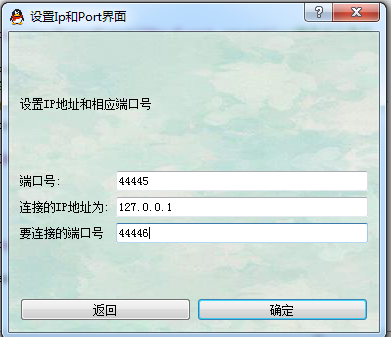 设置Ip和Port界面
设置IP地址和相应端口号
端口号: 44445
连接的IP地址为: 127.0.0.1
要连接的端口号 44446
返回 确定